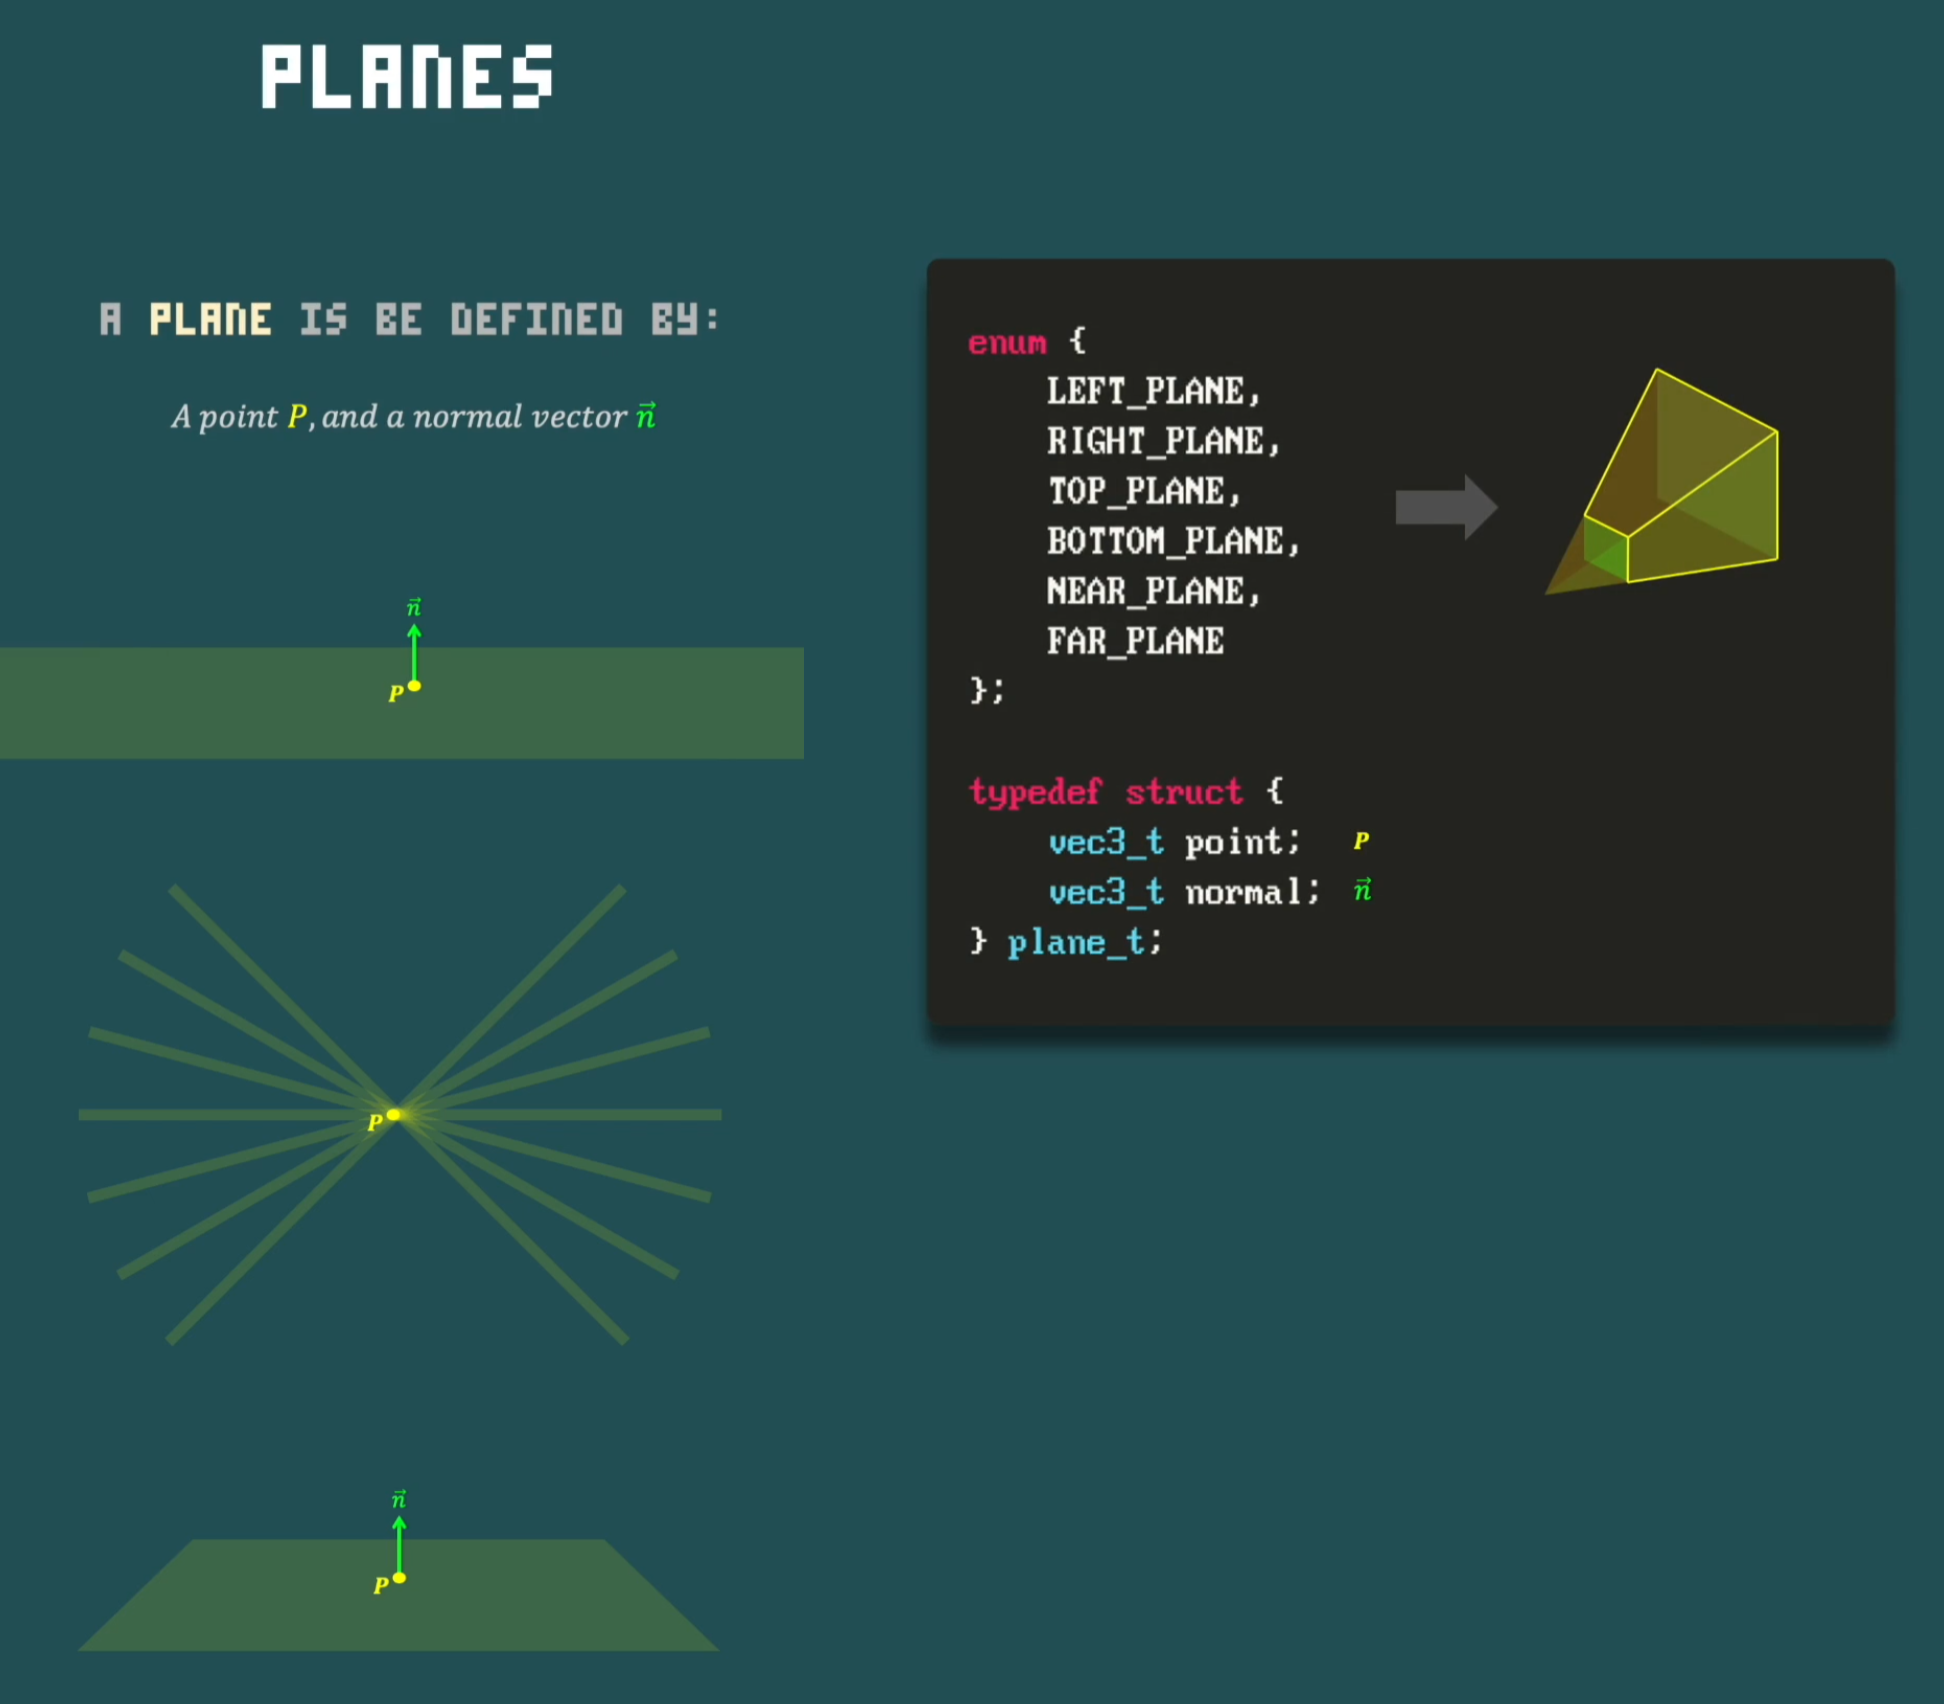 PLANES
A PLANE IS BE DEFINED BY:
A point P, and a normal vector n⃗
n⃗
P
P
n⃗
P
enum {
LEFT_PLANE,
RIGHT_PLANE,
TOP_PLANE,
BOTTOM_PLANE,
NEAR_PLANE,
FAR_PLANE
};
typedef struct {
vec3_t point; P
vec3_t normal; n⃗
} plane_t;